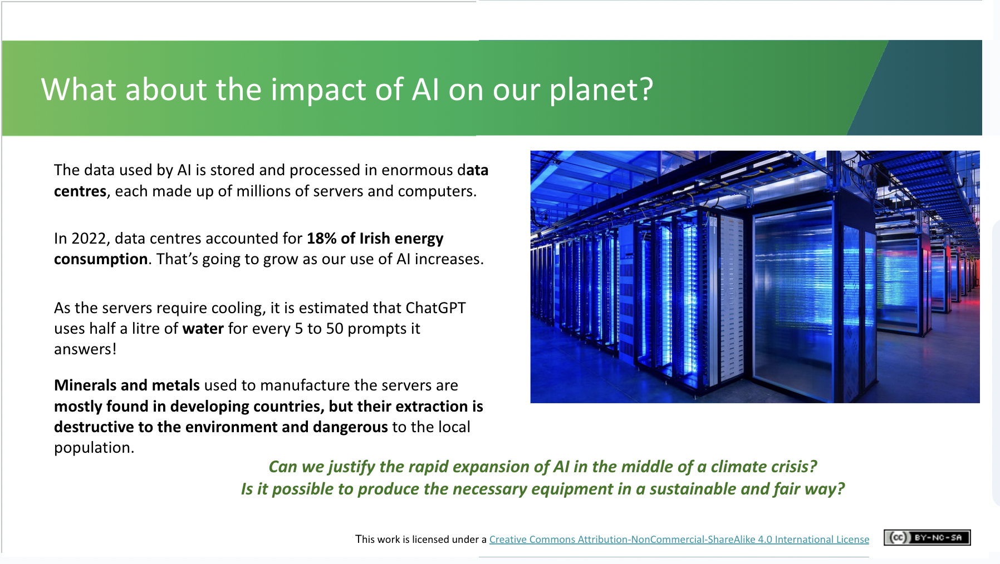 What about the impact of AI on our planet?
The data used by AI is stored and processed in enormous data
centres, each made up of millions of servers and computers.
In 2022, data centres accounted for 18% of Irish energy
consumption. That’s going to grow as our use of AI increases.
As the servers require cooling, it is estimated that ChatGPT
uses half a litre of water for every 5 to 50 prompts it
answers!
Minerals and metals used to manufacture the servers are
mostly found in developing countries, but their extraction is
destructive to the environment and dangerous to the local
population.
Can we justify the rapid expansion of AI in the middle of a climate crisis?
Is it possible to produce the necessary equipment in a sustainable and fair way?
This work is licensed under a Creative Commons Attribution-NonCommercial-ShareAlike 4.0 International License
(cc) BY-NC-SA